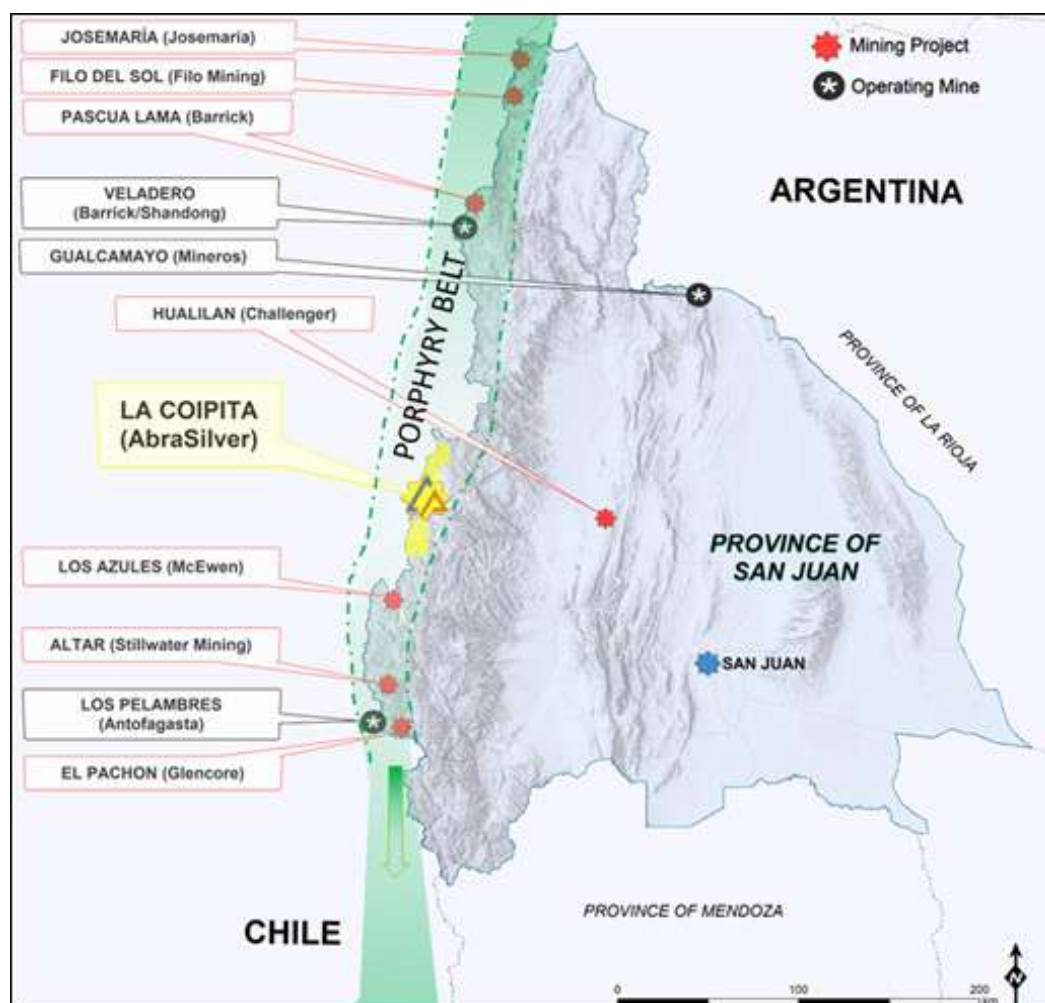 JOSEMARÍA (Josemaria)
FILO DEL SOL (Filo Mining)
PASCUA LAMA (Barrick)
VELADERO
(Barrick/Shandong)
GUALCAMAYO (Mineros)
HUALILAN (Challenger)
LA COIPITA
(AbraSilver)
LOS AZULES (McEwen)
ALTAR (Stillwater Mining)
LOS PELAMBRES
(Antofagasta)
EL PACHON (Glencore)
PORPHYRY BELT
Mining Project
Operating Mine
ARGENTINA
PROVINCE OF LA RIOJA
PROVINCE OF
SAN JUAN
SAN JUAN
PROVINCE OF MENDOZA
CHILE
0 100 200
km
N